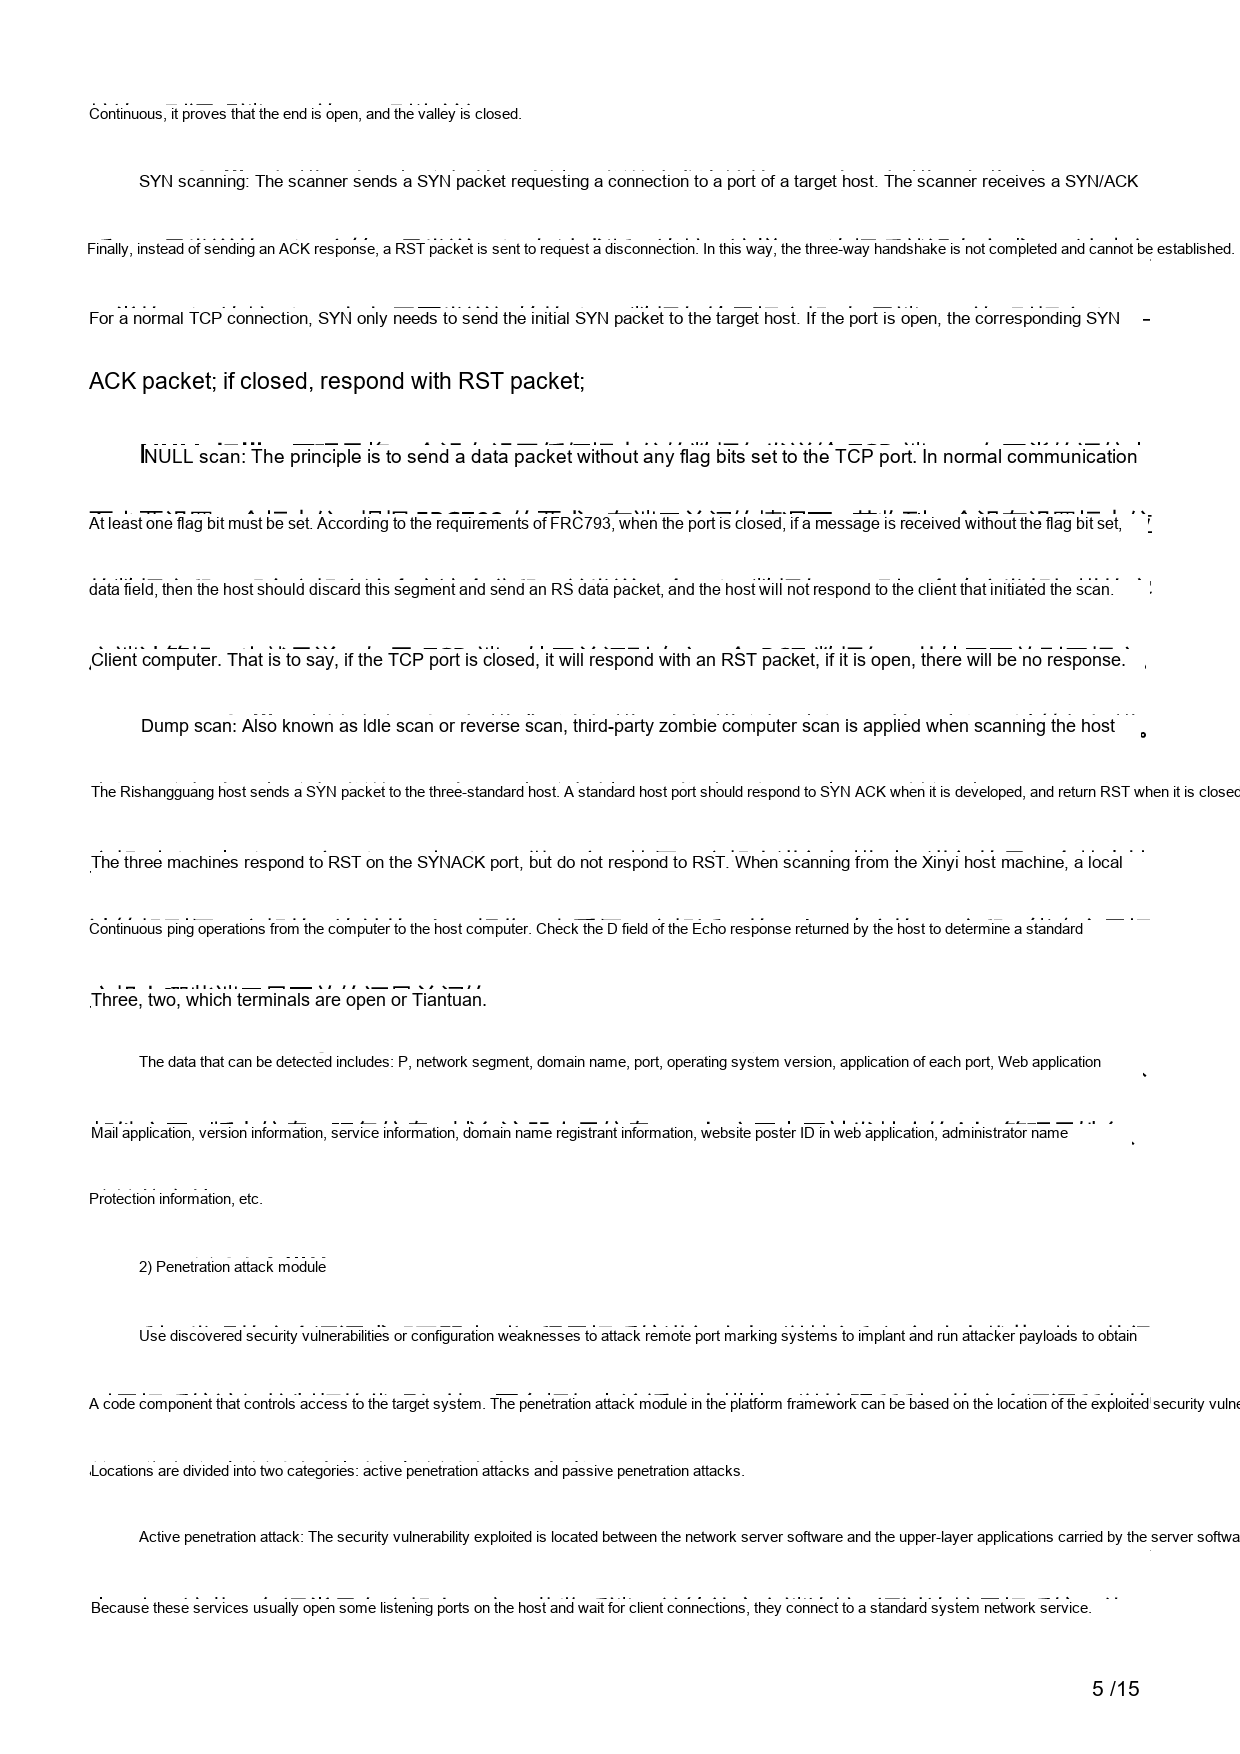 Continuous, it proves that the end is open, and the valley is closed.
SYN scanning: The scanner sends a SYN packet requesting a connection to a port of a target host. The scanner receives a SYN/ACK
Finally, instead of sending an ACK response, a RST packet is sent to request a disconnection. In this way, the three-way handshake is not completed and cannot be established.
For a normal TCP connection, SYN only needs to send the initial SYN packet to the target host. If the port is open, the corresponding SYN
ACK packet; if closed, respond with RST packet;
NULL scan: The principle is to send a data packet without any flag bits set to the TCP port. In normal communication
At least one flag bit must be set. According to the requirements of FRC793, when the port is closed, if a message is received without the flag bit set,
data field, then the host should discard this segment and send an RS data packet, and the host will not respond to the client that initiated the scan.
Client computer. That is to say, if the TCP port is closed, it will respond with an RST packet, if it is open, there will be no response.
Dump scan: Also known as Idle scan or reverse scan, third-party zombie computer scan is applied when scanning the host
The Rishangguang host sends a SYN packet to the three-standard host. A standard host port should respond to SYN ACK when it is developed, and return RST when it is closed
The three machines respond to RST on the SYNACK port, but do not respond to RST. When scanning from the Xinyi host machine, a local
Continuous ping operations from the computer to the host computer. Check the D field of the Echo response returned by the host to determine a standard
Three, two, which terminals are open or Tiantuan.
The data that can be detected includes: P, network segment, domain name, port, operating system version, application of each port, Web application
Mail application, version information, service information, domain name registrant information, website poster ID in web application, administrator name
Protection information, etc.
2) Penetration attack module
Use discovered security vulnerabilities or configuration weaknesses to attack remote port marking systems to implant and run attacker payloads to obtain
A code component that controls access to the target system. The penetration attack module in the platform framework can be based on the location of the exploited security vulne
Locations are divided into two categories: active penetration attacks and passive penetration attacks.
Active penetration attack: The security vulnerability exploited is located between the network server software and the upper-layer applications carried by the server softwa
Because these services usually open some listening ports on the host and wait for client connections, they connect to a standard system network service.
5 /15